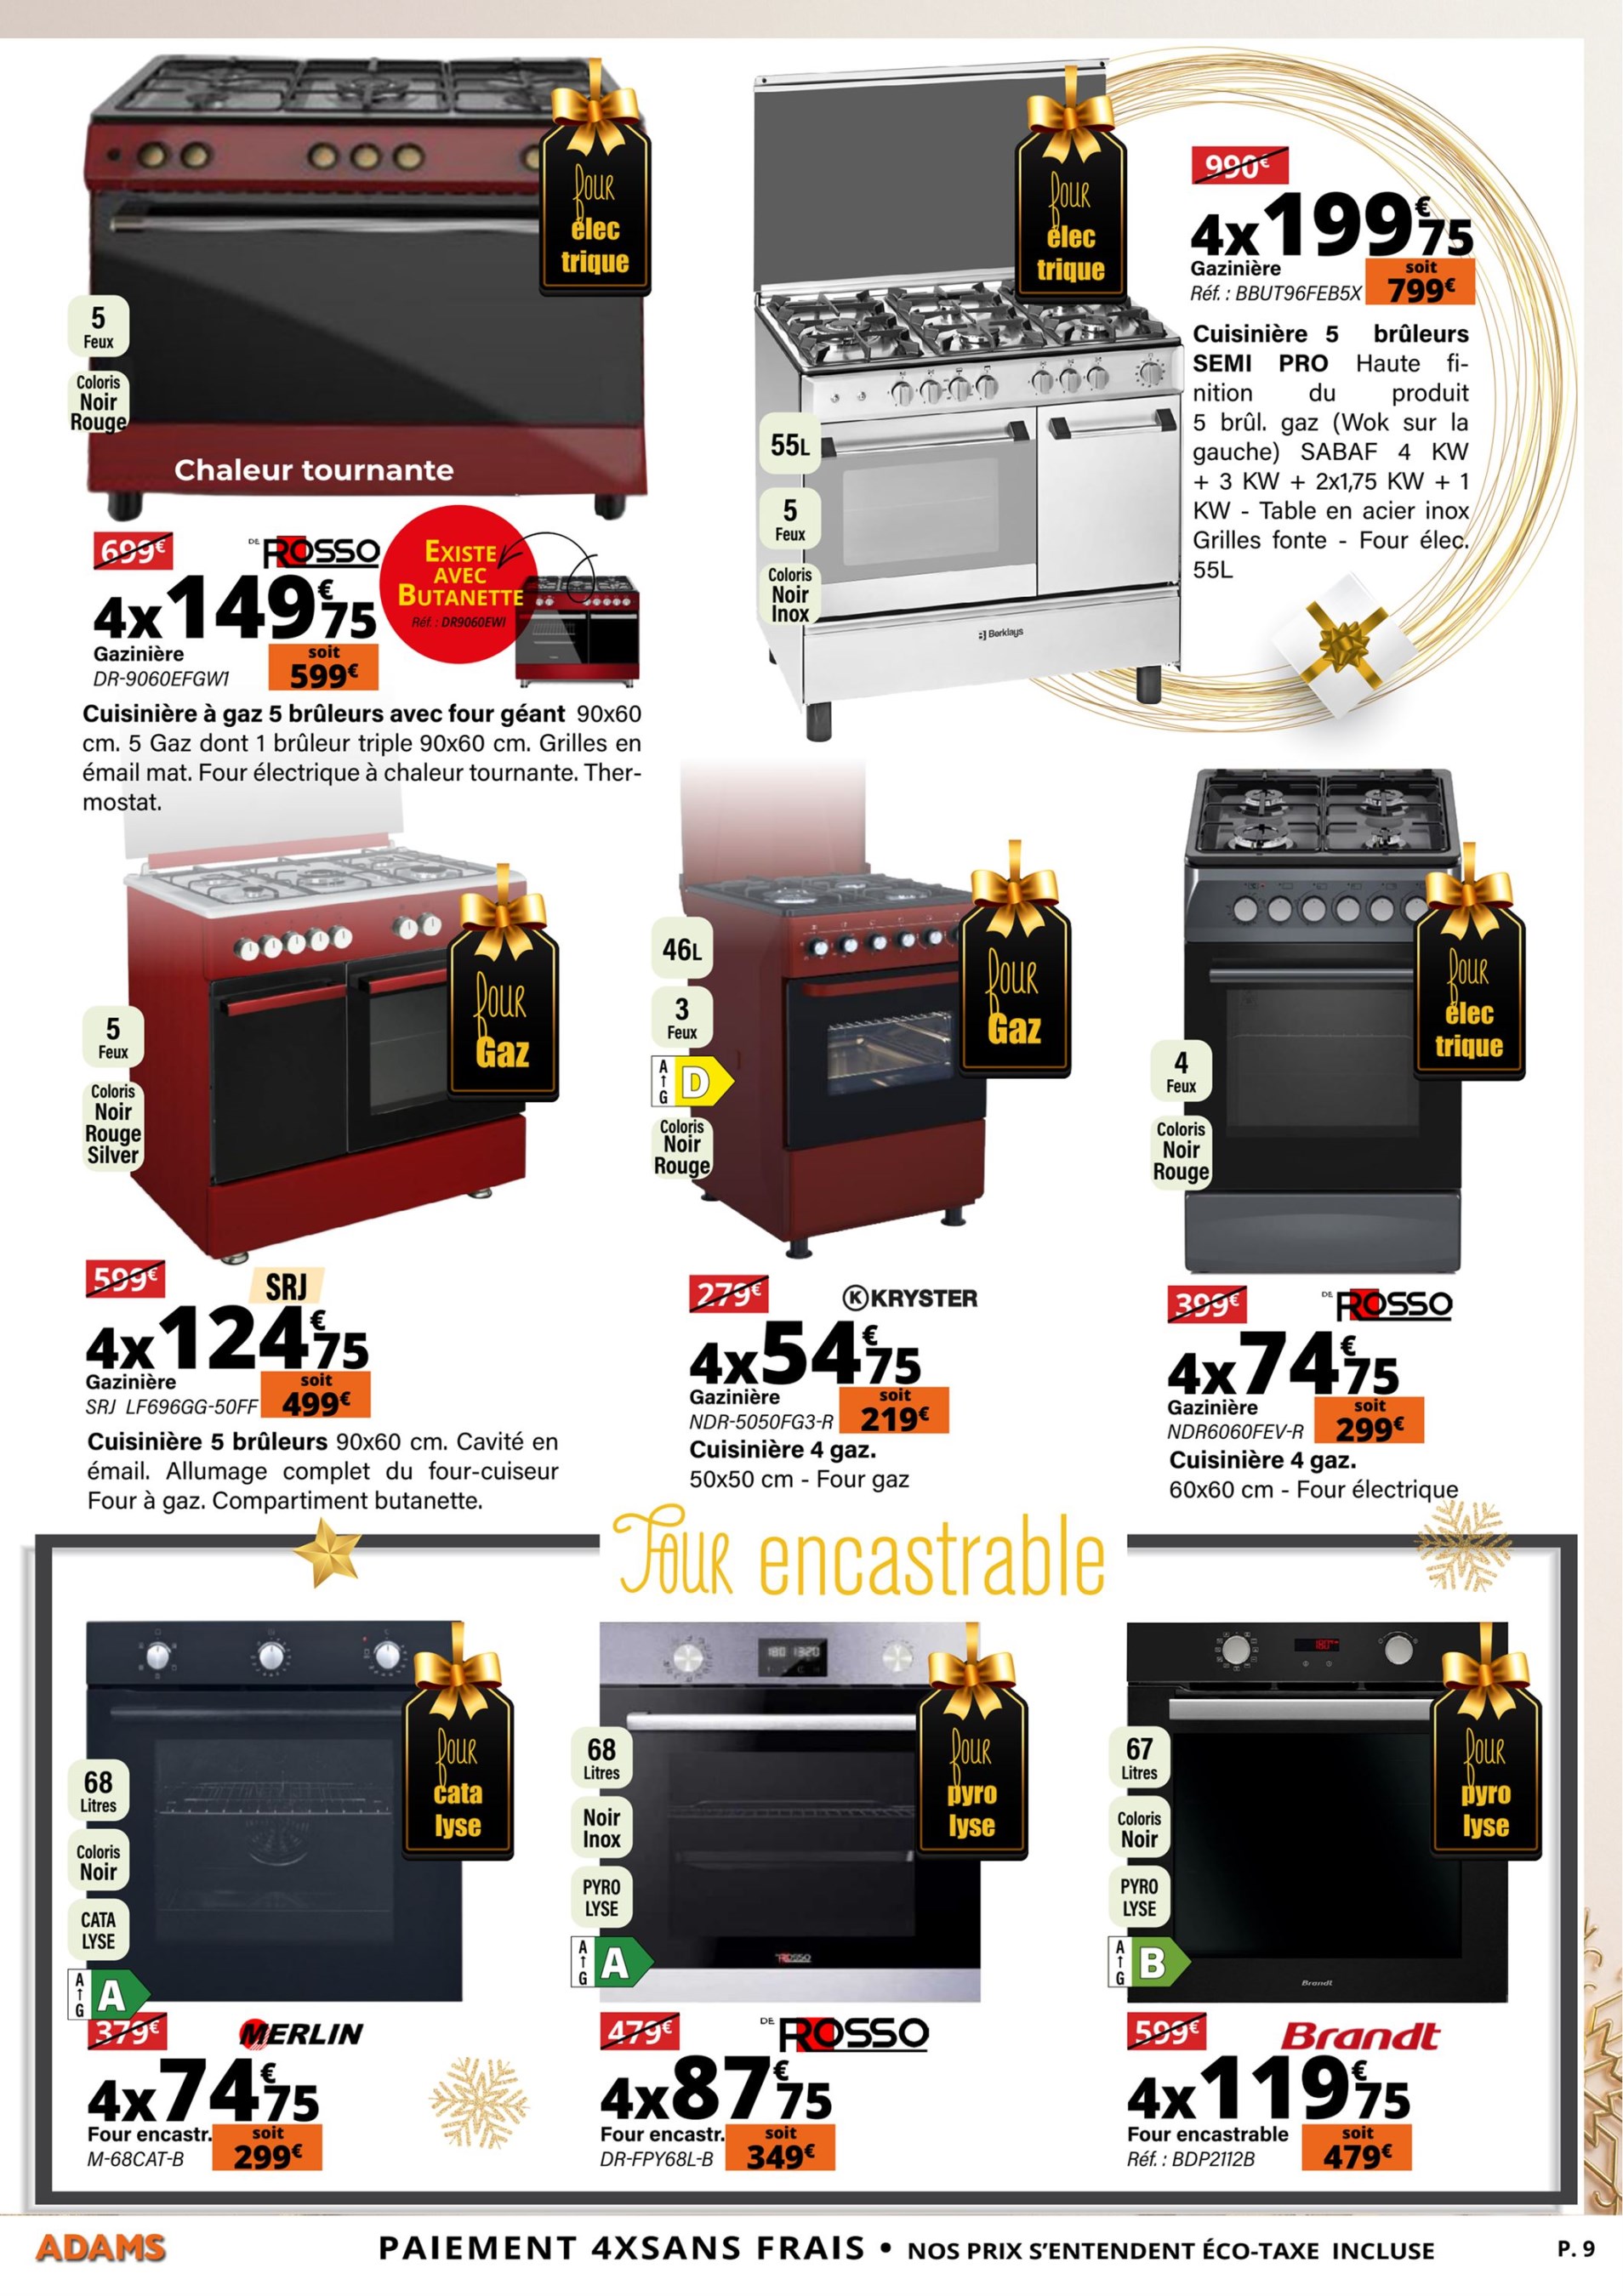 four
élec
trique
5
Feux
Coloris
Noir
Rouge
Chaleur tournante
699€
DE ROSSO
4x149€75
Gazinière
DR-9060EFGW1
soit
599€
EXISTE
AVEC
BUTANETTE
Réf. : DR9060EWI
Cuisinière à gaz 5 brûleurs avec four géant 90x60
cm. 5 Gaz dont 1 brûleur triple 90x60 cm. Grilles en
émail mat. Four électrique à chaleur tournante. Ther-
mostat.
four
élec
trique
55L
5
Feux
Coloris
Noir
Inox
Berklays
990€
4x199€75
Gazinière
Réf. : BBUT96FEB5X
soit
799€
Cuisinière 5 brûleurs
SEMI PRO Haute fi-
nition du produit
5 brûl. gaz (Wok sur la
gauche) SABAF 4 KW
+ 3 KW + 2x1,75 KW + 1
KW - Table en acier inox
Grilles fonte - Four élec.
55L
four
Gaz
5
Feux
Coloris
Noir
Rouge
Silver
599€
SRJ
4x124€75
Gazinière
SRJ LF696GG-50FF
soit
499€
Cuisinière 5 brûleurs 90x60 cm. Cavité en
émail. Allumage complet du four-cuiseur
Four à gaz. Compartiment butanette.
four
Gaz
46L
3
Feux
A
↑
G
D
Coloris
Noir
Rouge
279€
K KRYSTER
4x54€75
Gazinière
NDR-5050FG3-R
soit
219€
Cuisinière 4 gaz.
50x50 cm - Four gaz
four
élec
trique
4
Feux
Coloris
Noir
Rouge
399€
DE ROSSO
4x74€75
Gazinière
NDR6060FEV-R
soit
299€
Cuisinière 4 gaz.
60x60 cm - Four électrique
Four encastrable
four
cata
lyse
68
Litres
Coloris
Noir
CATA
LYSE
A
↑
G
A
379€
MERLIN
4x74€75
Four encastr.
M-68CAT-B
soit
299€
180 13:20
four
pyro
lyse
68
Litres
Noir
Inox
PYRO
LYSE
A
↑
G
A
ROSSO
479€
DE ROSSO
4x87€75
Four encastr.
DR-FPY68L-B
soit
349€
180°
four
pyro
lyse
67
Litres
Coloris
Noir
PYRO
LYSE
A
↑
G
B
Brandt
599€
Brandt
4x119€75
Four encastrable
Réf. : BDP2112B
soit
479€
ADAMS
PAIEMENT 4XSANS FRAIS • NOS PRIX S'ENTENDENT ÉCO-TAXE INCLUSE
P. 9